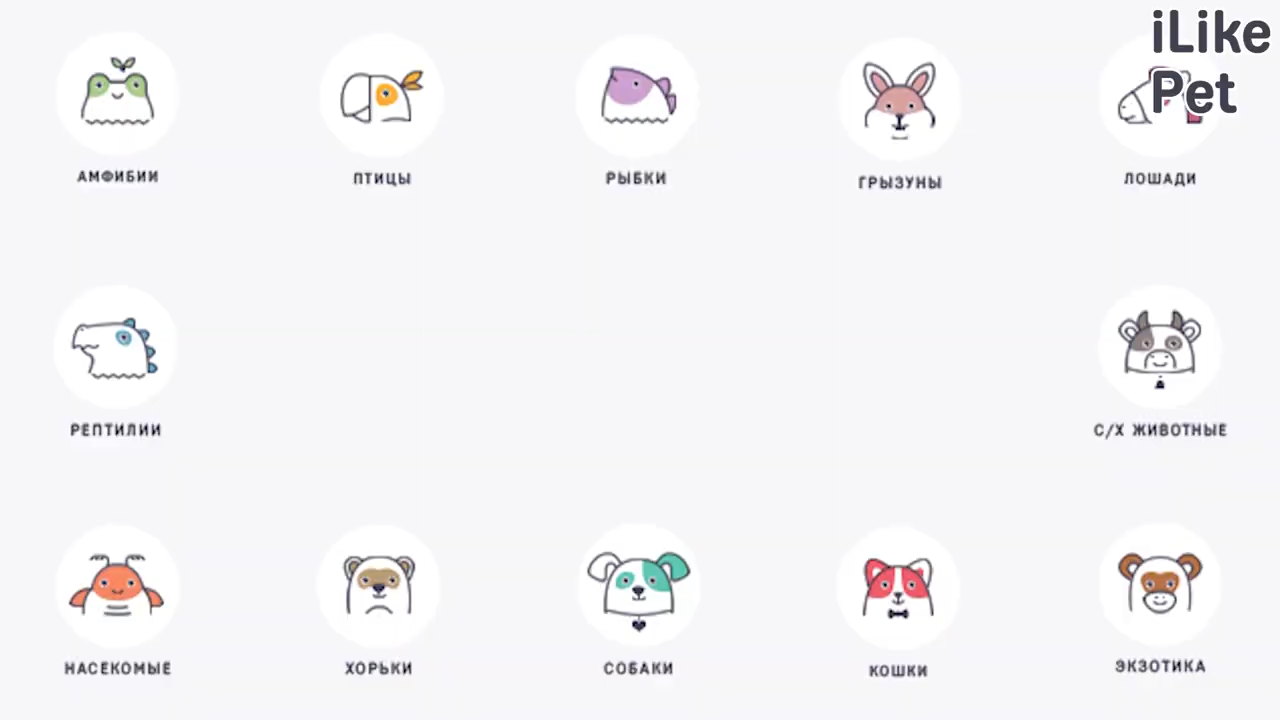 iLike
Pet
АМФИБИИ
ПТИЦЫ
РЫБКИ
ГРЫЗУНЫ
ЛОШАДИ
РЕПТИЛИИ
С/Х ЖИВОТНЫЕ
НАСЕКОМЫЕ
ХОРЬКИ
СОБАКИ
КОШКИ
ЭКЗОТИКА